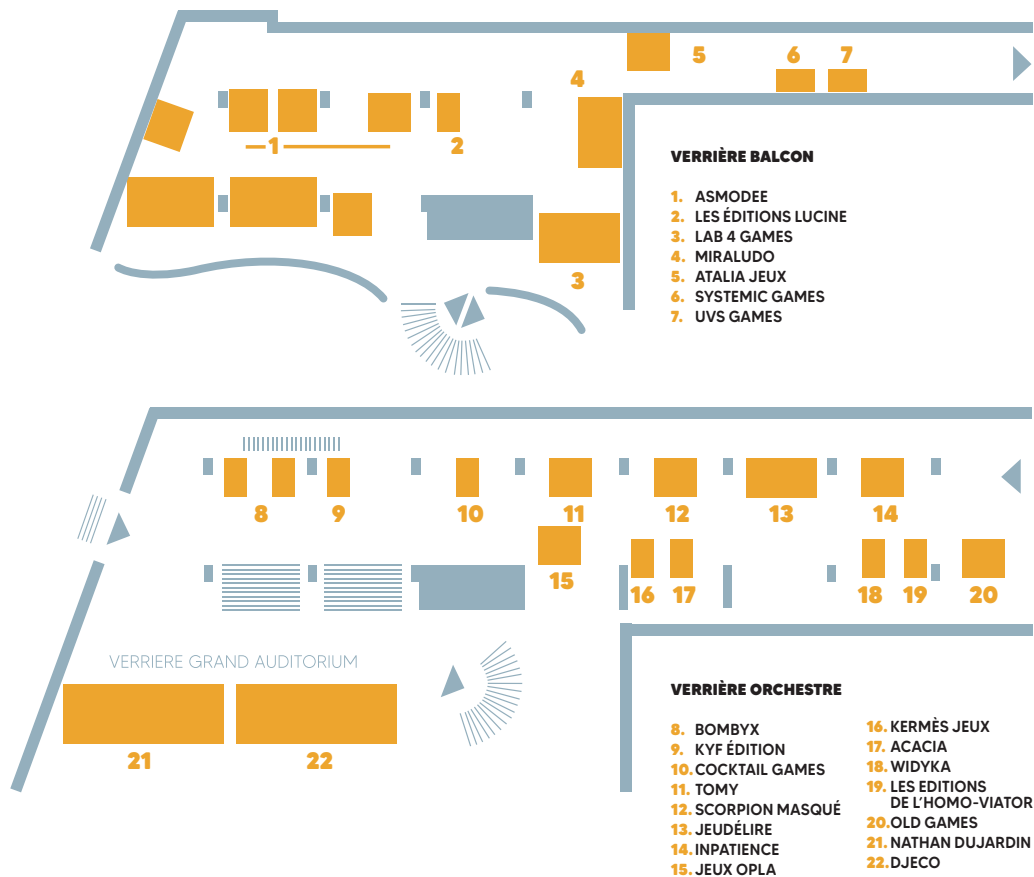 5
6
7
4
1
2
3
VERRIÈRE BALCON
1. ASMODEE
2. LES ÉDITIONS LUCINE
3. LAB 4 GAMES
4. MIRALUDO
5. ATALIA JEUX
6. SYSTEMIC GAMES
7. UVS GAMES
8
9
10
11
12
13
14
15
16
17
18
19
20
VERRIERE GRAND AUDITORIUM
21
22
VERRIÈRE ORCHESTRE
8. BOMBYX
9. KYF ÉDITION
10. COCKTAIL GAMES
11. TOMY
12. SCORPION MASQUÉ
13. JEUDÉLIRE
14. INPATIENCE
15. JEUX OPLA
16. KERMÈS JEUX
17. ACACIA
18. WIDYKA
19. LES EDITIONS
DE L'HOMO-VIATOR
20. OLD GAMES
21. NATHAN DUJARDIN
22. DJECO